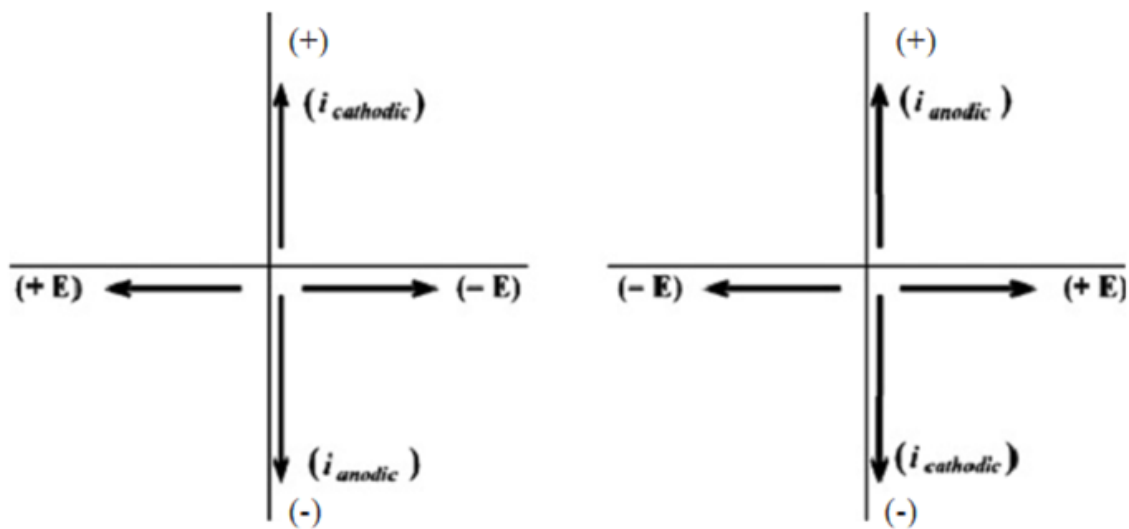 (+)
(i cathodic)
(+ E)
(− E)
(i anodic)
(-)
(+)
(i anodic )
(− E)
(+ E)
(i cathodic)
(-)